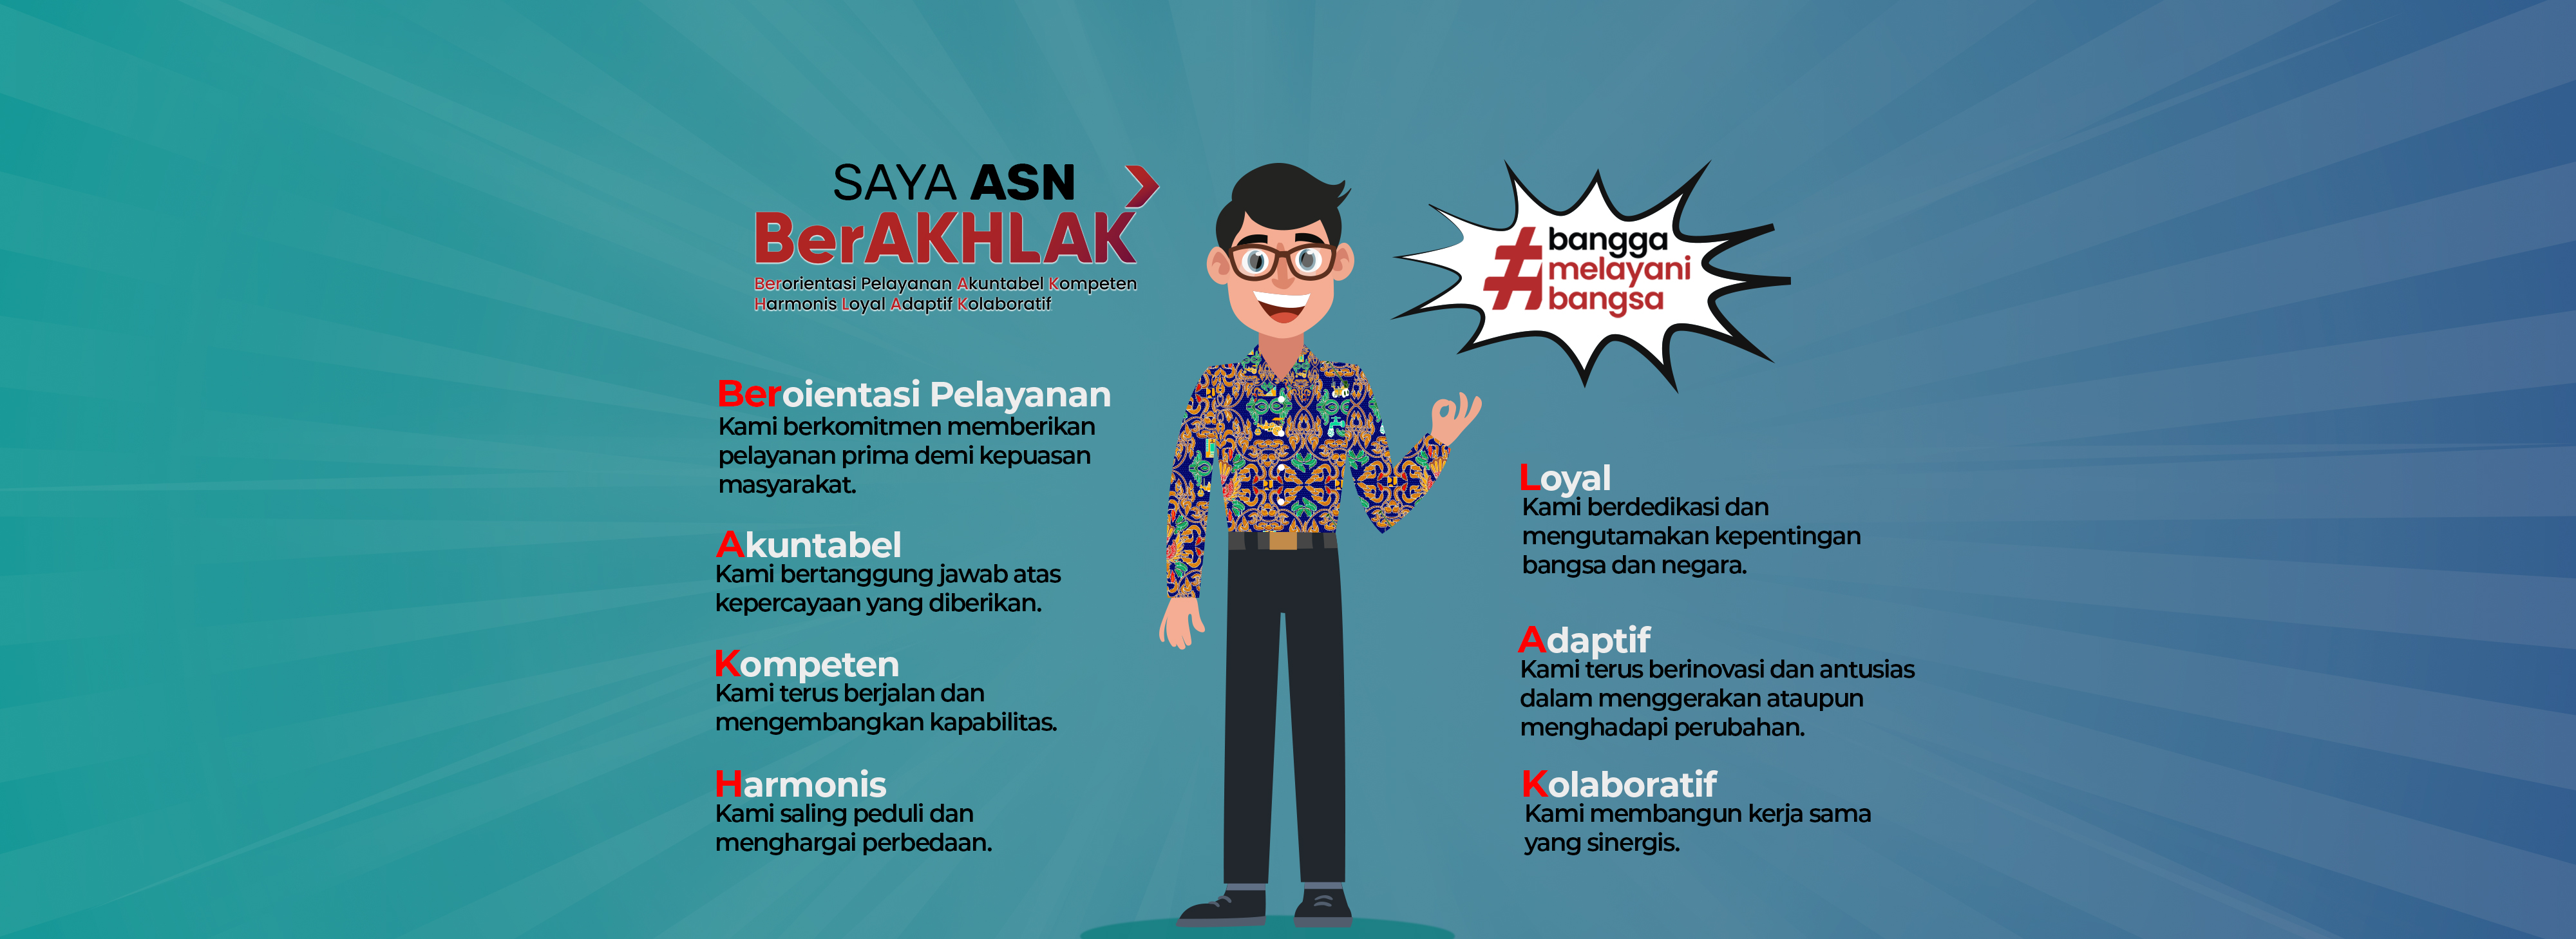 SAYA ASN
BerAKHLAK
Berorientasi Pelayanan Akuntabel Kompeten
Harmonis Loyal Adaptif Kolaboratif
#bangga
melayani
bangsa
Beroientasi Pelayanan
Kami berkomitmen memberikan
pelayanan prima demi kepuasan
masyarakat.
Akuntabel
Kami bertanggung jawab atas
kepercayaan yang diberikan.
Kompeten
Kami terus berjalan dan
mengembangkan kapabilitas.
Harmonis
Kami saling peduli dan
menghargai perbedaan.
Loyal
Kami berdedikasi dan
mengutamakan kepentingan
bangsa dan negara.
Adaptif
Kami terus berinovasi dan antusias
dalam menggerakan ataupun
menghadapi perubahan.
Kolaboratif
Kami membangun kerja sama
yang sinergis.